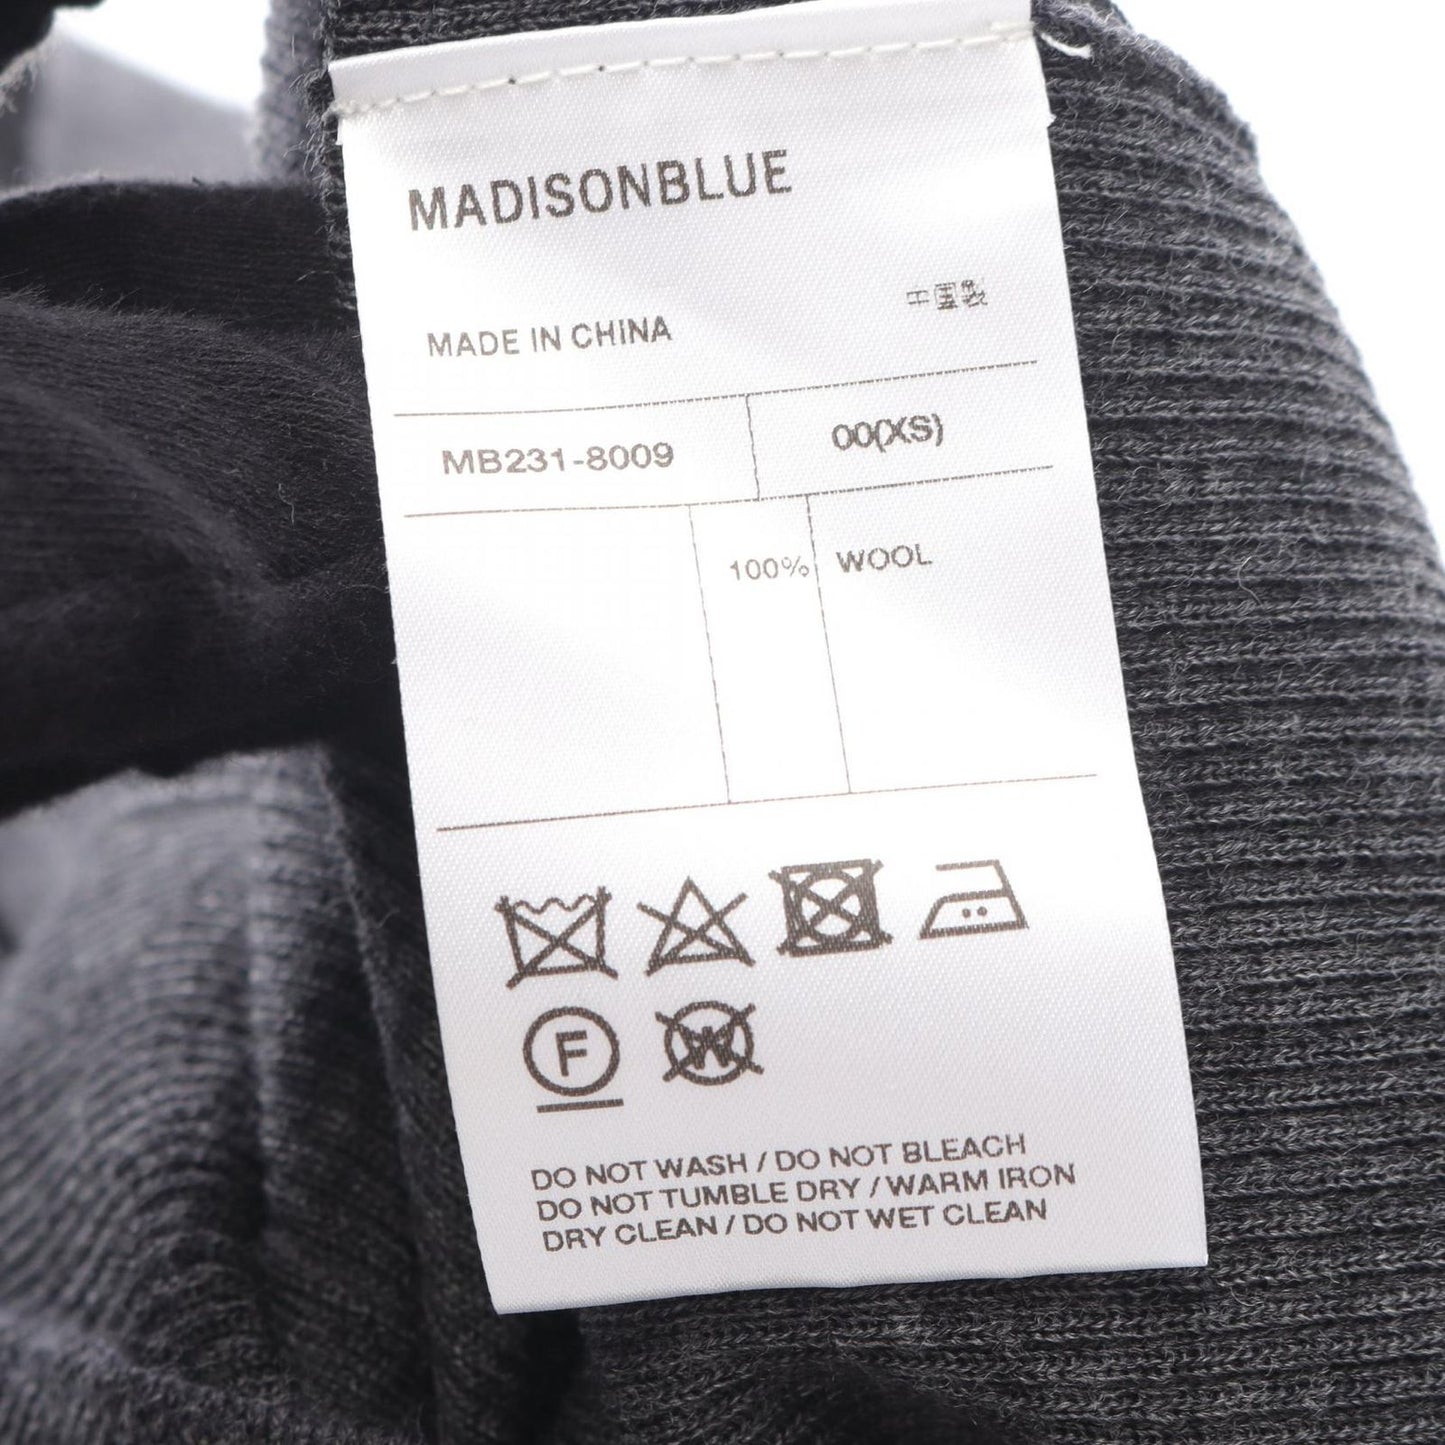 MADISONBLUE
中国製
MADE IN CHINA
MB231-8009 00(XS)
100% WOOL
F
W
DO NOT WASH / DO NOT BLEACH
DO NOT TUMBLE DRY / WARM IRON
DRY CLEAN / DO NOT WET CLEAN